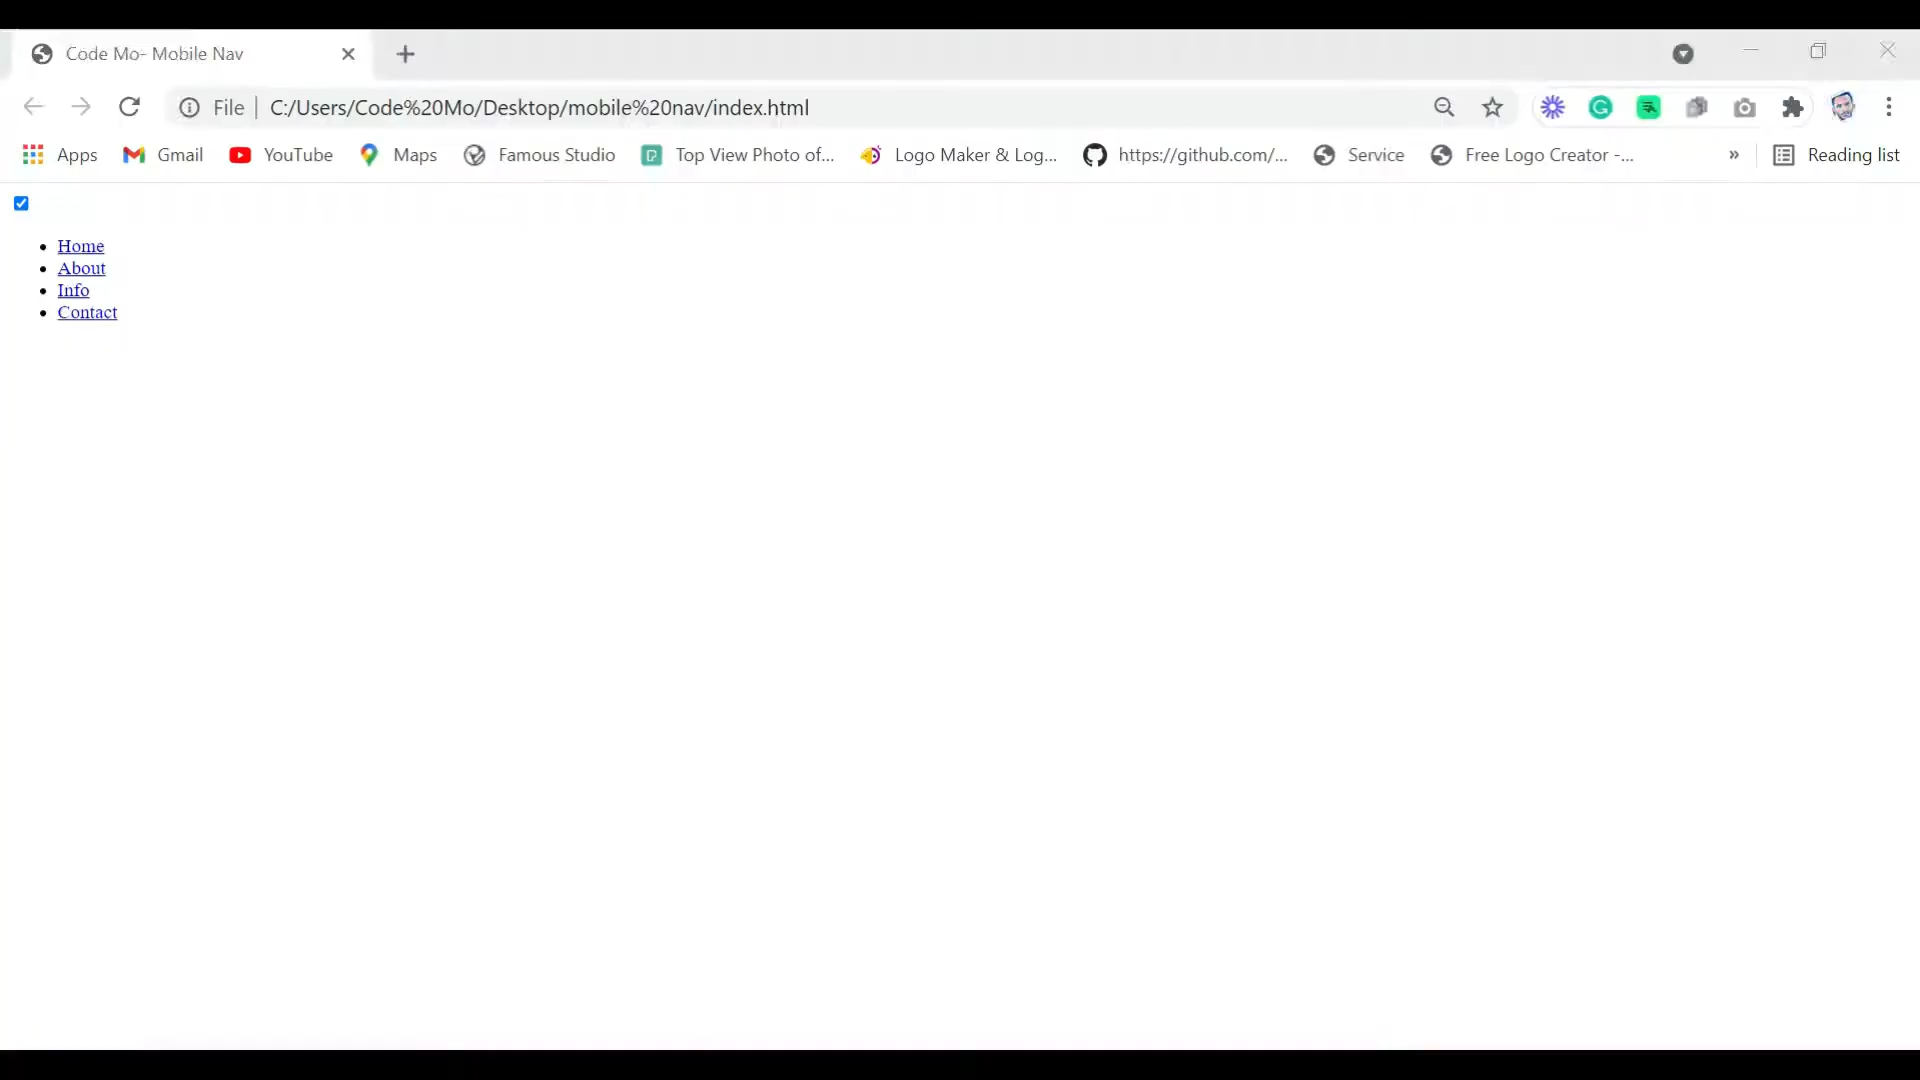 Code Mo- Mobile Nav
File | C:/Users/Code%20Mo/Desktop/mobile%20nav/index.html
Apps Gmail YouTube Maps Famous Studio Top View Photo of... Logo Maker & Log... https://github.com/... Service Free Logo Creator -... » Reading list
Home
About
Info
Contact